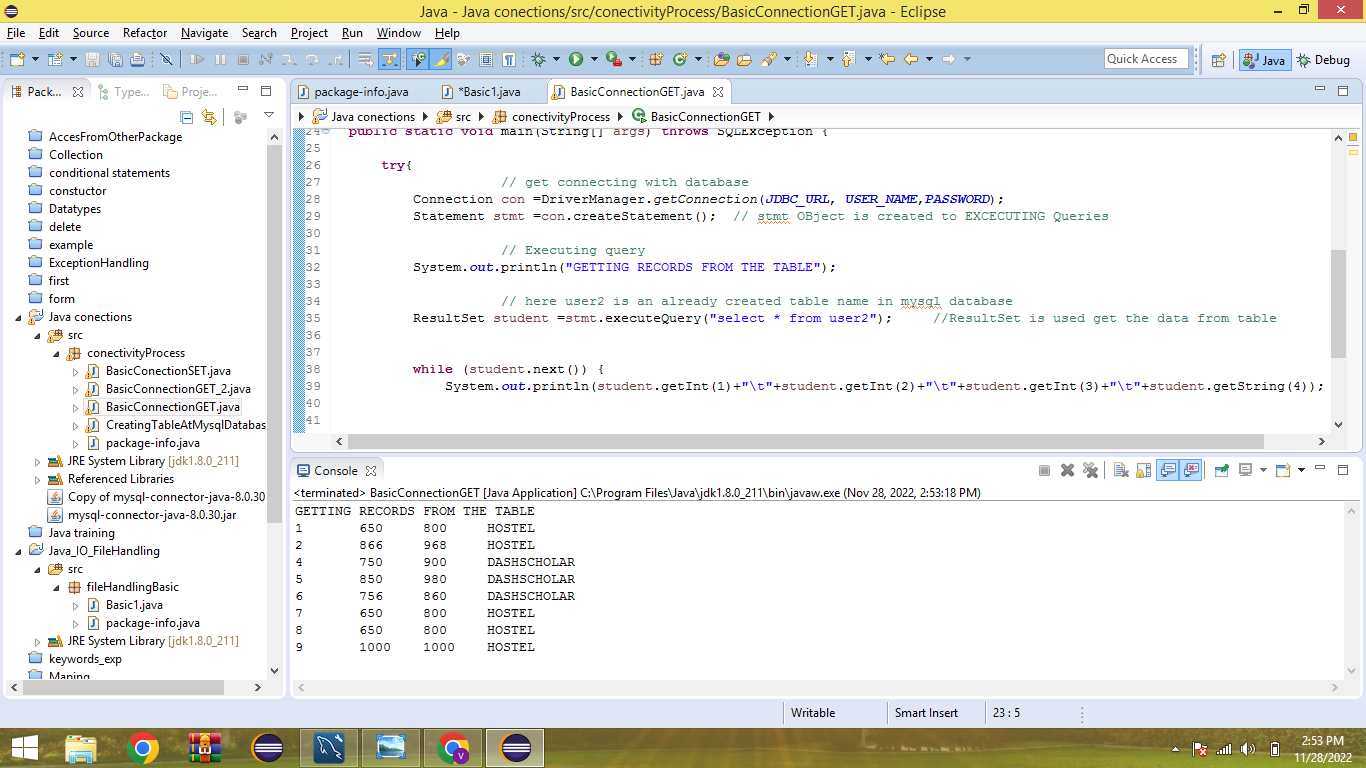 Java - Java conections/src/conectivityProcess/BasicConnectionGET.java - Eclipse
File Edit Source Refactor Navigate Search Project Run Window Help
Quick Access Java Debug
Pack... Type... Proje...
AccesFromOtherPackage
Collection
conditional statements
constuctor
Datatypes
delete
example
ExceptionHandling
first
form
Java conections
src
conectivityProcess
BasicConectionSET.java
BasicConnectionGET_2.java
BasicConnectionGET.java
CreatingTableAtMysqlDatabas
package-info.java
JRE System Library [jdk1.8.0_211]
Referenced Libraries
Copy of mysql-connector-java-8.0.30
mysql-connector-java-8.0.30.jar
Java training
Java_IO_FileHandling
src
fileHandlingBasic
Basic1.java
package-info.java
JRE System Library [jdk1.8.0_211]
keywords_exp
Maping
package-info.java *Basic1.java BasicConnectionGET.java
Java conections src conectivityProcess BasicConnectionGET
24 public static void main(String[] args) throws SQLException {
25
26 try{
27 // get connecting with database
28 Connection con =DriverManager.getConnection(JDBC_URL, USER_NAME,PASSWORD);
29 Statement stmt =con.createStatement(); // stmt OBject is created to EXCECUTING Queries
30
31 // Executing query
32 System.out.println("GETTING RECORDS FROM THE TABLE");
33
34 // here user2 is an already created table name in mysql database
35 ResultSet student =stmt.executeQuery("select * from user2"); //ResultSet is used get the data from table
36
37
38 while (student.next()) {
39 System.out.println(student.getInt(1)+"\t"+student.getInt(2)+"\t"+student.getInt(3)+"\t"+student.getString(4));
40
41
Console
<terminated> BasicConnectionGET [Java Application] C:\Program Files\Java\jdk1.8.0_211\bin\javaw.exe (Nov 28, 2022, 2:53:18 PM)
GETTING RECORDS FROM THE TABLE
1 650 800 HOSTEL
2 866 968 HOSTEL
4 750 900 DASHSCHOLAR
5 850 980 DASHSCHOLAR
6 756 860 DASHSCHOLAR
7 650 800 HOSTEL
8 650 800 HOSTEL
9 1000 1000 HOSTEL
Writable Smart Insert 23 : 5
2:53 PM
11/28/2022